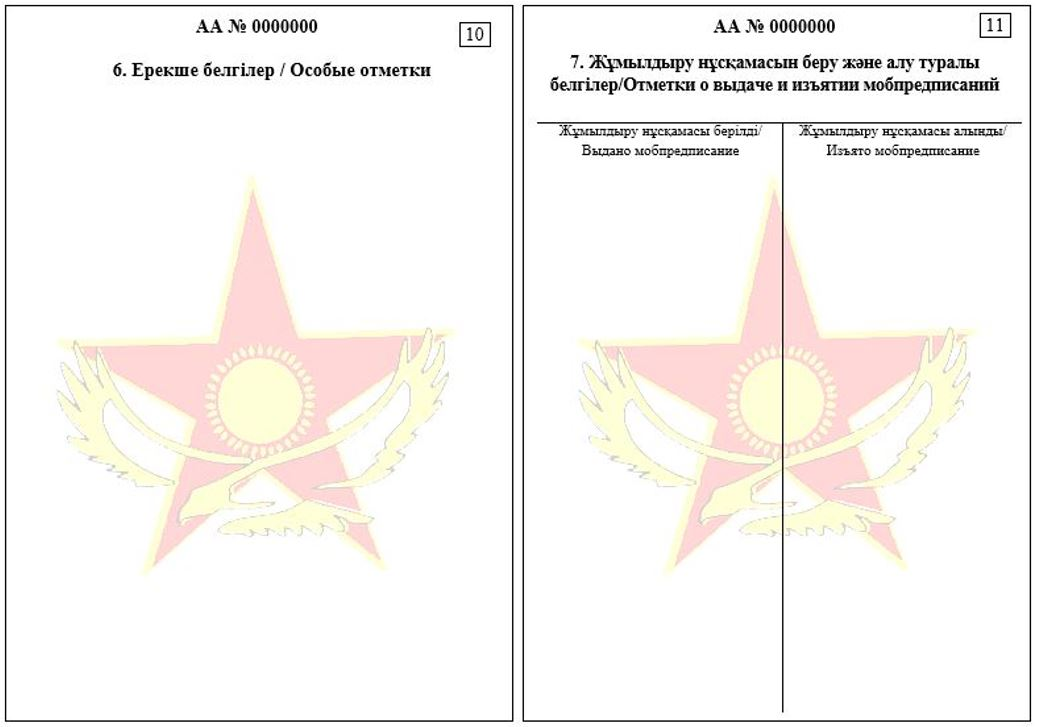 АА № 0000000
10
6. Ерекше белгілер / Особые отметки
АА № 0000000
11
7. Жұмылдыру нұсқамасын беру және алу туралы
белгілер/Отметки о выдаче и изъятии мобпредписаний
Жұмылдыру нұсқамасы берілді/
Выдано мобпредписание
Жұмылдыру нұсқамасы алынды/
Изъято мобпредписание